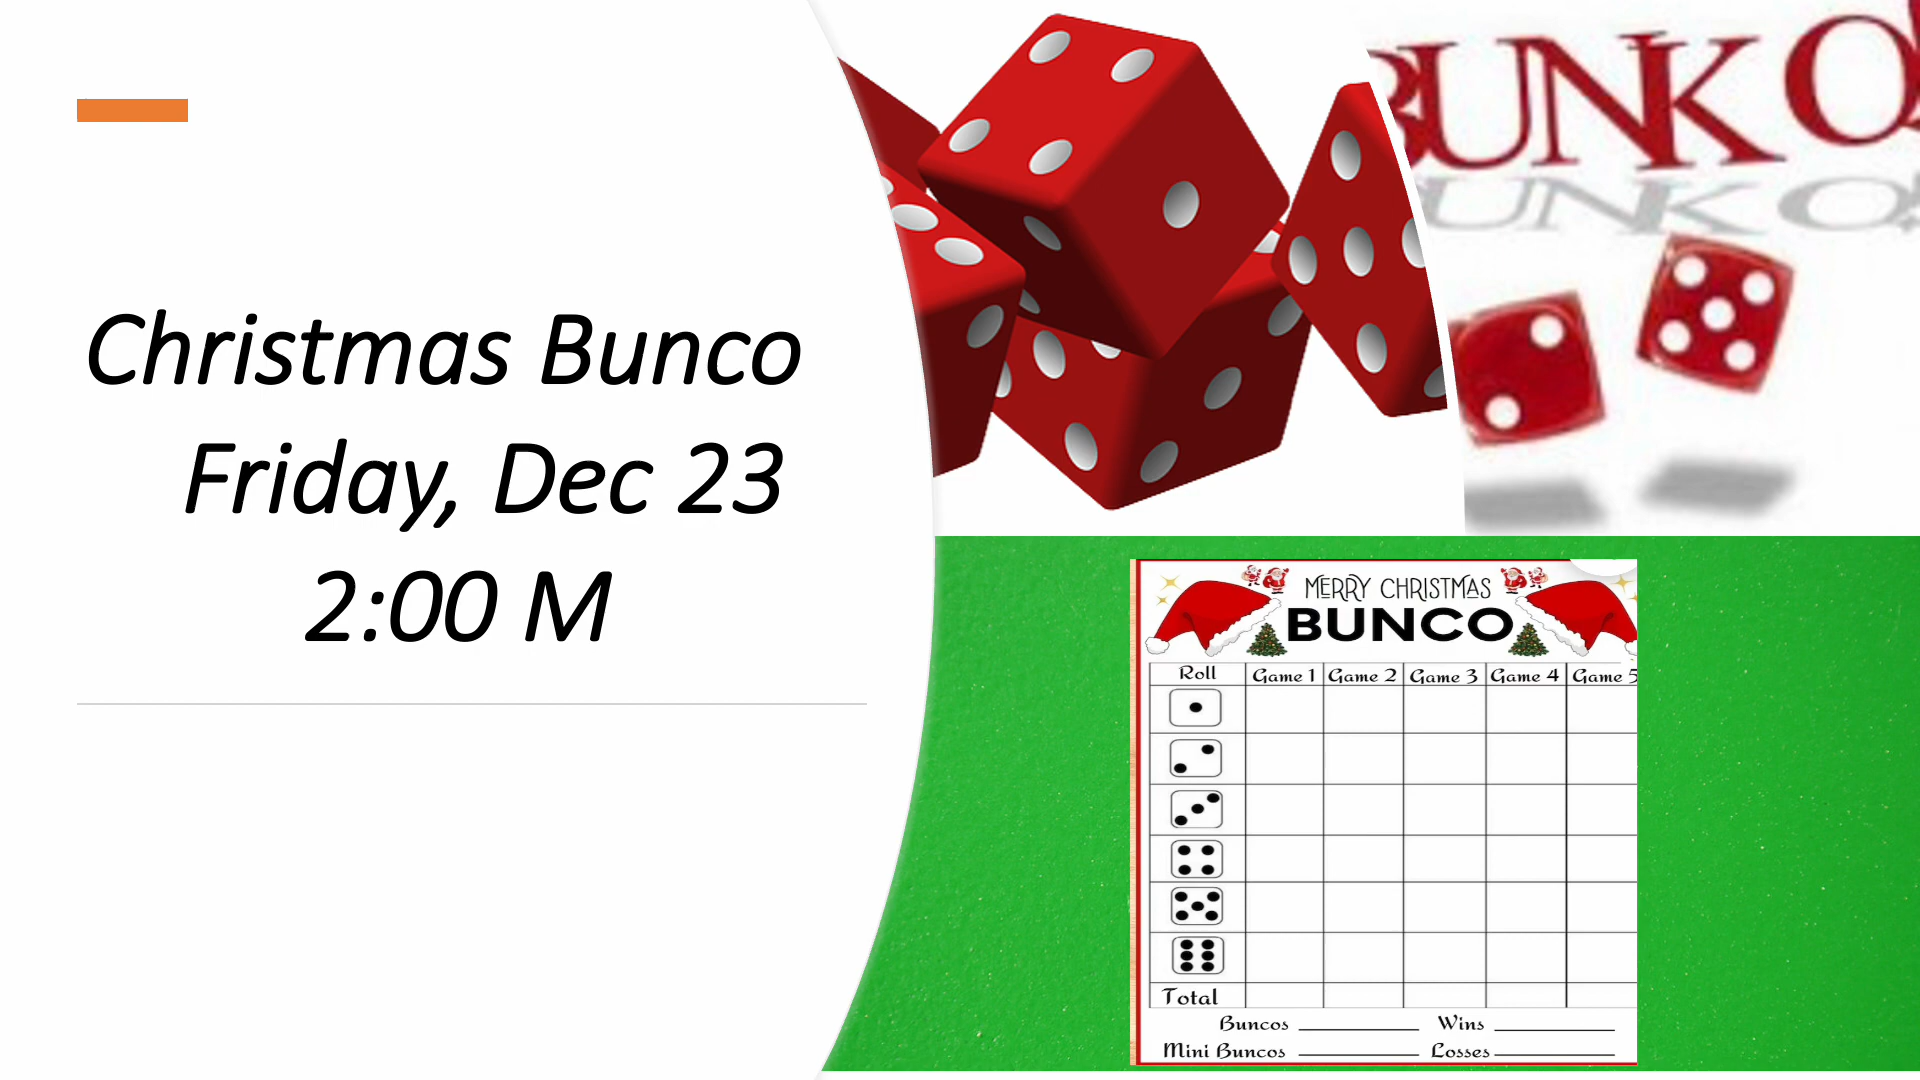 Christmas Bunco
Friday, Dec 23
2:00 M
BUNKO
MERRY CHRISTMAS
BUNCO
Roll Game 1 Game 2 Game 3 Game 4 Game 5
Total
Buncos Wins
Mini Buncos Losses